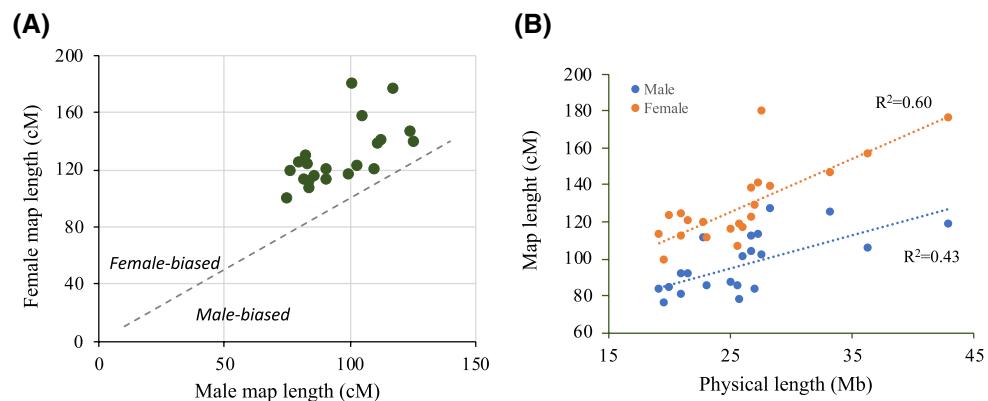 (A)
200
160
120
80
40
0
Female map length (cM)
Female-biased
Male-biased
0 50 100 150
Male map length (cM)
(B)
200
180
160
140
120
100
80
60
Map lenght (cM)
Male
Female
R²=0.60
R²=0.43
15 25 35 45
Physical length (Mb)